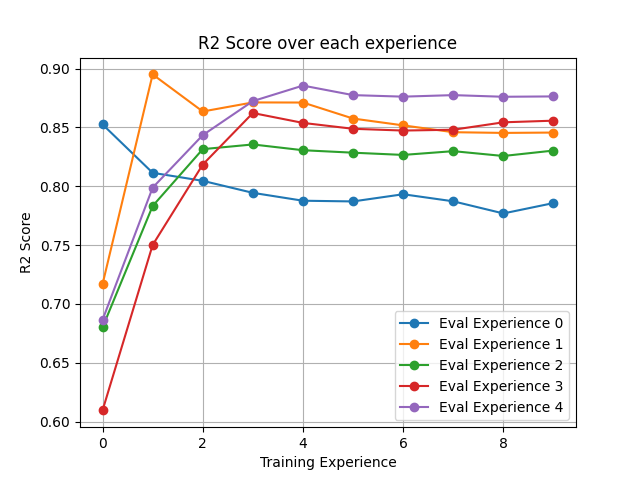 R2 Score over each experience
R2 Score
0.90
0.85
0.80
0.75
0.70
0.65
0.60
0 2 4 6 8
Training Experience
Eval Experience 0
Eval Experience 1
Eval Experience 2
Eval Experience 3
Eval Experience 4